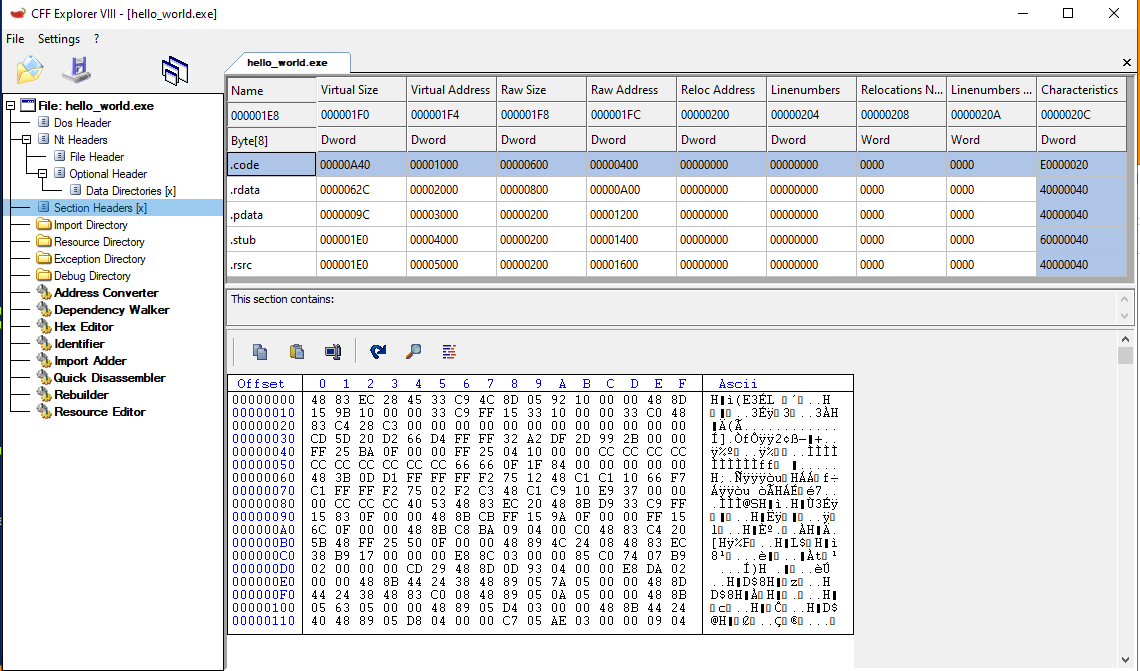 CFF Explorer VIII - [hello_world.exe]
File Settings ?
hello_world.exe
File: hello_world.exe
Dos Header
Nt Headers
File Header
Optional Header
Data Directories [x]
Section Headers [x]
Import Directory
Resource Directory
Exception Directory
Debug Directory
Address Converter
Dependency Walker
Hex Editor
Identifier
Import Adder
Quick Disassembler
Rebuilder
Resource Editor
Name Virtual Size Virtual Address Raw Size Raw Address Reloc Address Linenumbers Relocations N... Linenumbers ... Characteristics
000001E8 000001F0 000001F4 000001F8 000001FC 00000200 00000204 00000208 0000020A 0000020C
Byte[8] Dword Dword Dword Dword Dword Dword Word Word Dword
.code 00000A40 00001000 00000600 00000400 00000000 00000000 0000 0000 E0000020
.rdata 0000062C 00002000 00000800 00000A00 00000000 00000000 0000 0000 40000040
.pdata 0000009C 00003000 00000200 00001200 00000000 00000000 0000 0000 40000040
.stub 000001E0 00004000 00000200 00001400 00000000 00000000 0000 0000 60000040
.rsrc 000001E0 00005000 00000200 00001600 00000000 00000000 0000 0000 40000040
This section contains:
Offset 0 1 2 3 4 5 6 7 8 9 A B C D E F Ascii
00000000 48 83 EC 28 45 33 C9 4C 8D 05 92 10 00 00 48 8D
00000010 15 9B 10 00 00 33 C9 FF 15 33 10 00 00 33 C0 48
00000020 83 C4 28 C3 00 00 00 00 00 00 00 00 00 00 00 00
00000030 CD 5D 20 D2 66 D4 FF FF 32 A2 DF 2D 99 2B 00 00
00000040 FF 25 BA 0F 00 00 FF 25 04 10 00 00 CC CC CC CC
00000050 CC CC CC CC CC CC 66 66 0F 1F 84 00 00 00 00 00
00000060 48 3B 0D D1 FF FF FF F2 75 12 48 C1 C1 10 66 F7
00000070 C1 FF FF F2 75 02 F2 C3 48 C1 C9 10 E9 37 00 00
00000080 00 CC CC CC 40 53 48 83 EC 20 48 8B D9 33 C9 FF
00000090 15 83 0F 00 00 48 8B CB FF 15 9A 0F 00 00 FF 15
000000A0 6C 0F 00 00 48 8B C8 BA 09 04 00 C0 48 83 C4 20
000000B0 5B 48 FF 25 50 0F 00 00 48 89 4C 24 08 48 83 EC
000000C0 38 B9 17 00 00 00 E8 8C 03 00 00 85 C0 74 07 B9
000000D0 02 00 00 00 CD 29 48 8D 0D 93 04 00 00 E8 DA 02
000000E0 00 00 48 8B 44 24 38 48 89 05 7A 05 00 00 48 8D
000000F0 44 24 38 48 83 C0 08 48 89 05 0A 05 00 00 48 8B
00000100 05 63 05 00 00 48 89 05 D4 03 00 00 48 8B 44 24
00000110 40 48 89 05 D8 04 00 00 C7 05 AE 03 00 00 09 04